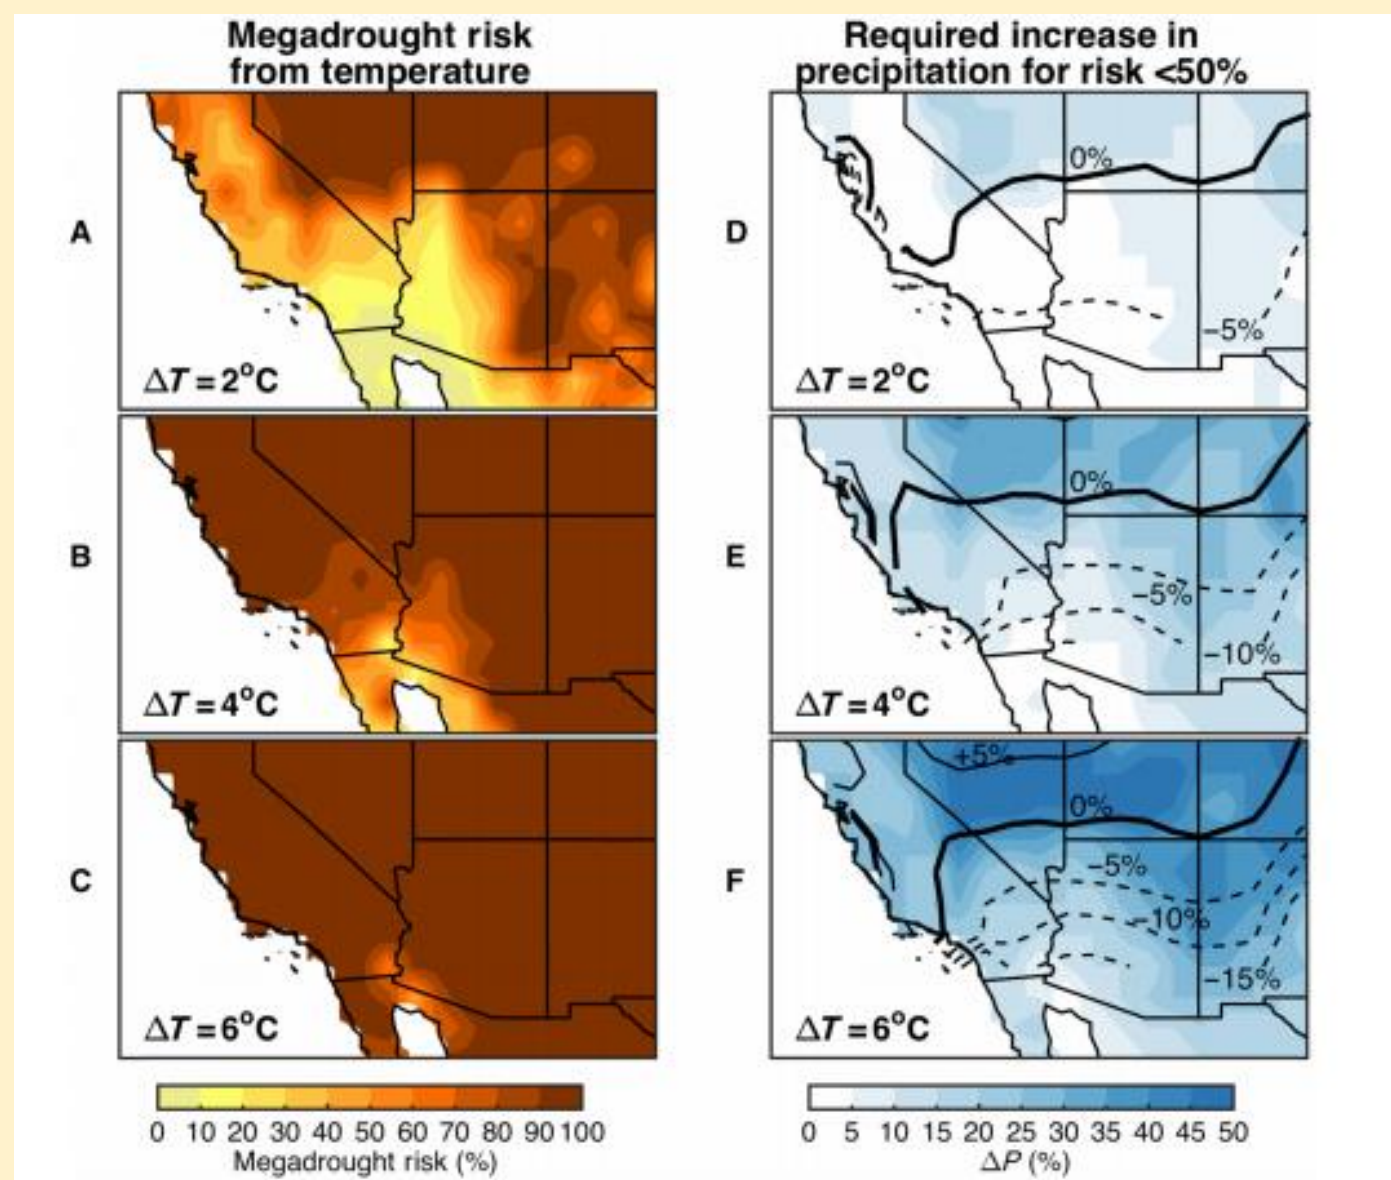 Megadrought risk
from temperature
Required increase in
precipitation for risk <50%
A
ΔT = 2°C
D
0%
−5%
ΔT = 2°C
B
ΔT = 4°C
E
0%
−5%
−10%
ΔT = 4°C
C
ΔT = 6°C
F
+5%
0%
−5%
−10%
−15%
ΔT = 6°C
0 10 20 30 40 50 60 70 80 90 100
Megadrought risk (%)
0 5 10 15 20 25 30 35 40 45 50
ΔP (%)